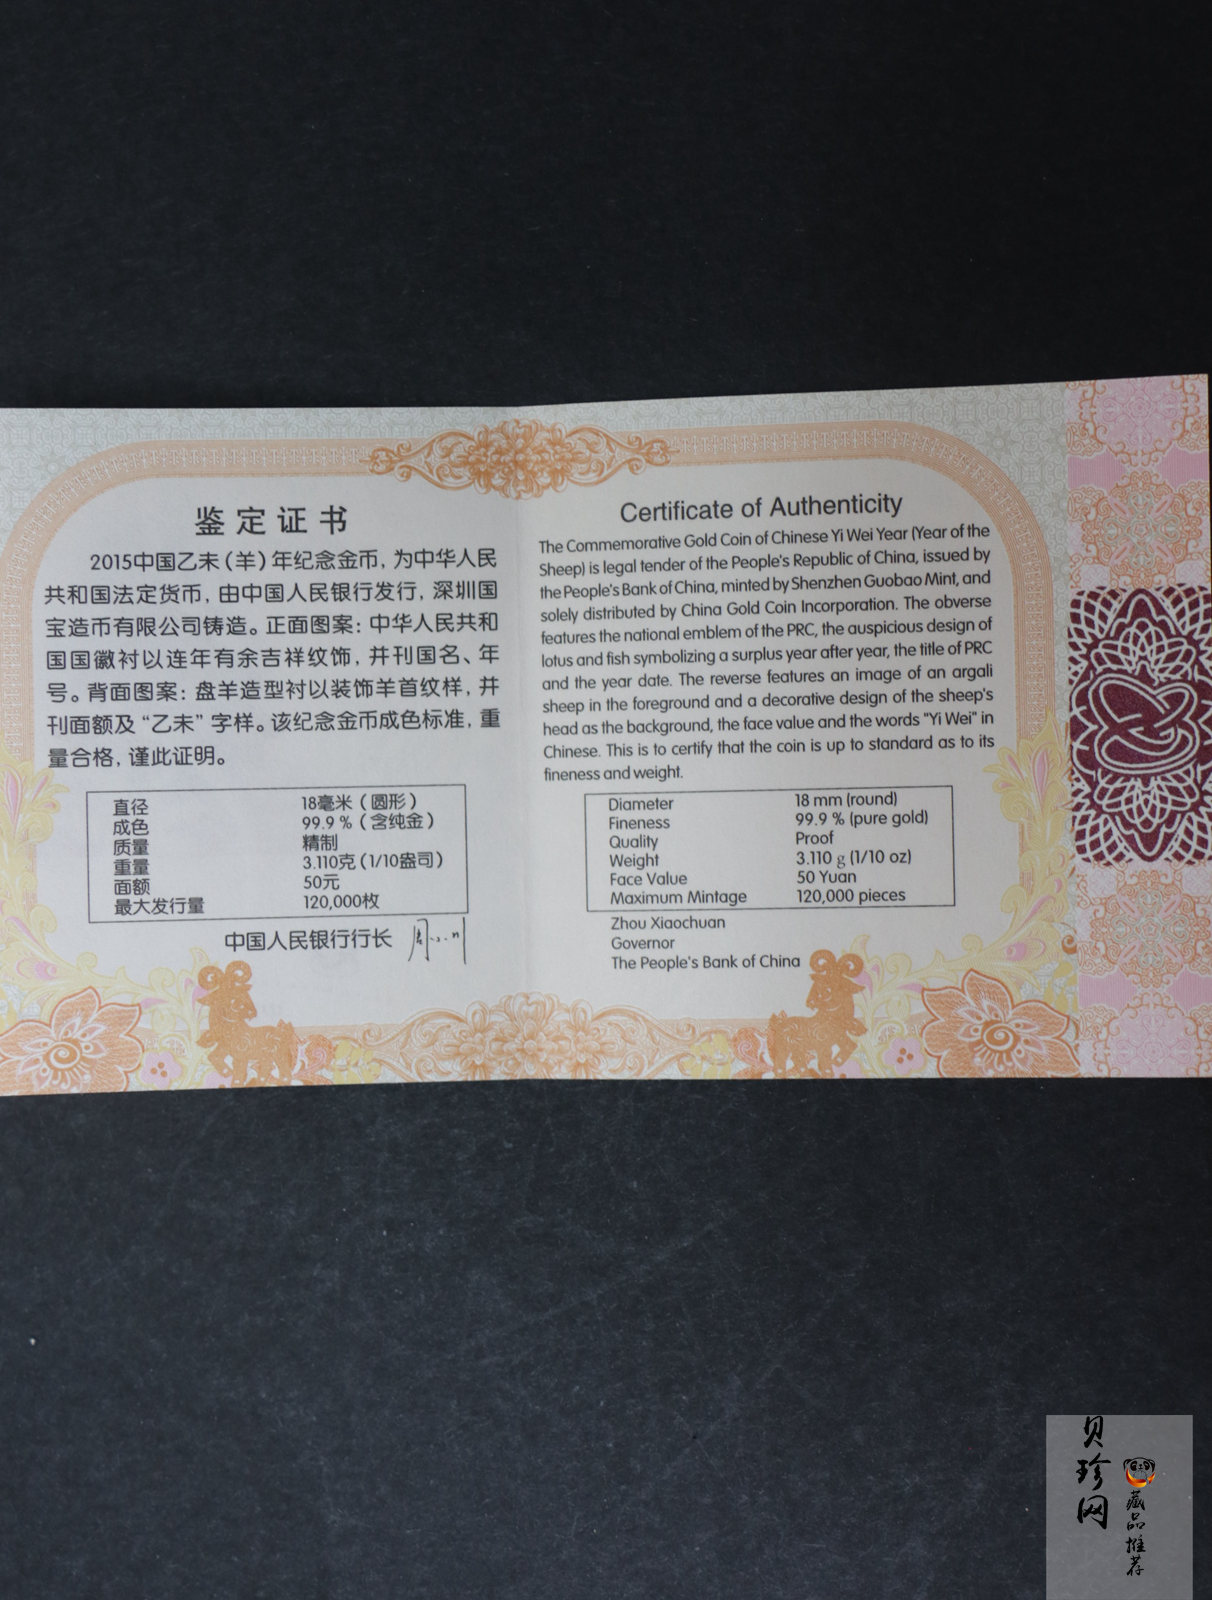 鉴定证书
2015中国乙未（羊）年纪念金币，为中华人民
共和国法定货币，由中国人民银行发行，深圳国
宝造币有限公司铸造。正面图案：中华人民共和
国国徽衬以连年有余吉祥纹饰，并刊国名、年
号。背面图案：盘羊造型衬以装饰羊首纹样，并
刊面额及“乙未”字样。该纪念金币成色标准，重
量合格，谨此证明。
直径 18毫米（圆形）
成色 99.9％（含纯金）
质量 精制
重量 3.110克（1/10盎司）
面额 50元
最大发行量 120,000枚
中国人民银行行长
Certificate of Authenticity
The Commemorative Gold Coin of Chinese Yi Wei Year (Year of the
Sheep) is legal tender of the People's Republic of China, issued by
the People's Bank of China, minted by Shenzhen Guobao Mint, and
solely distributed by China Gold Coin Incorporation. The obverse
features the national emblem of the PRC, the auspicious design of
lotus and fish symbolizing a surplus year after year, the title of PRC
and the year date. The reverse features an image of an argali
sheep in the foreground and a decorative design of the sheep's
head as the background, the face value and the words "Yi Wei" in
Chinese. This is to certify that the coin is up to standard as to its
fineness and weight.
Diameter 18 mm (round)
Fineness 99.9 % (pure gold)
Quality Proof
Weight 3.110 g (1/10 oz)
Face Value 50 Yuan
Maximum Mintage 120,000 pieces
Zhou Xiaochuan
Governor
The People's Bank of China
贝珍网
藏品推荐